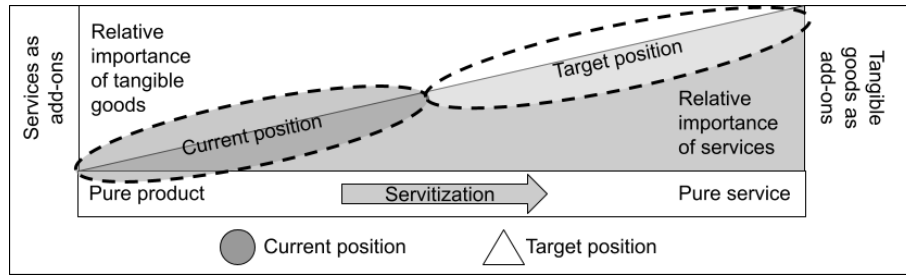 Services as
add-ons
Relative
importance
of tangible
goods
Current position
Target position
Relative
importance
of services
Tangible
goods as
add-ons
Pure product
Servitization
Pure service
Current position
Target position